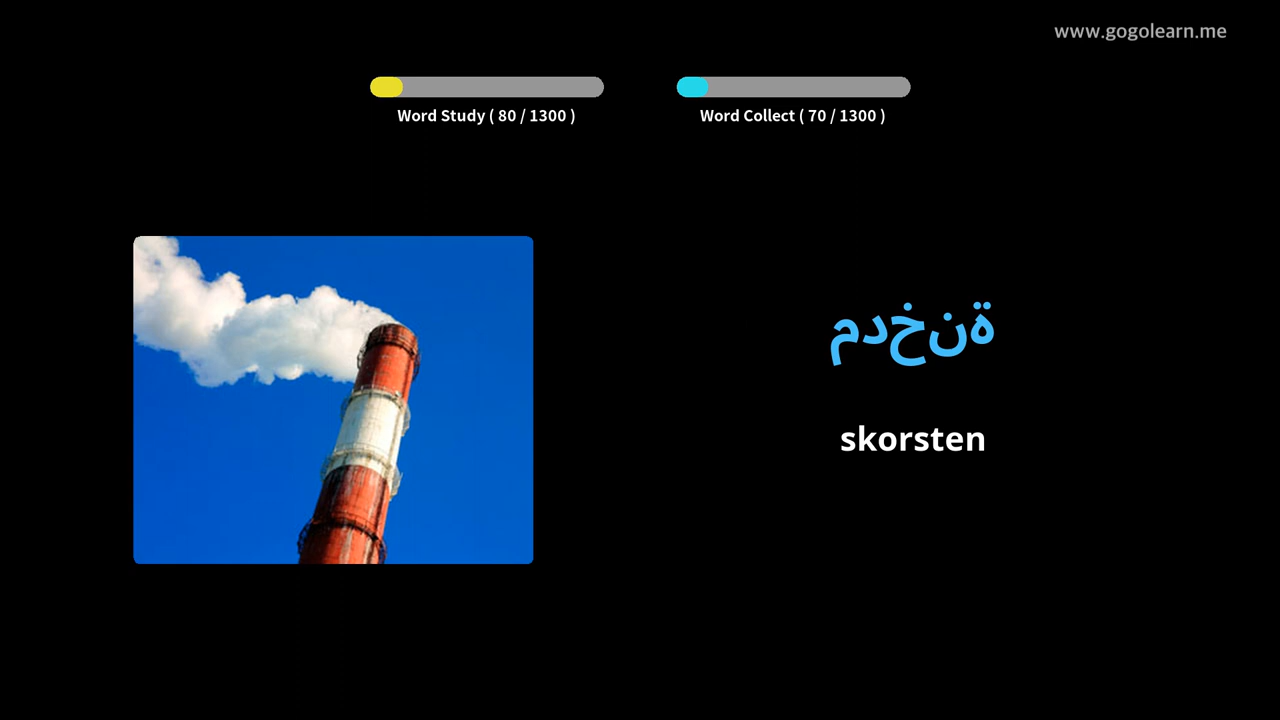 www.gogolearn.me
Word Study ( 80 / 1300 )
Word Collect ( 70 / 1300 )
مدخنة
skorsten